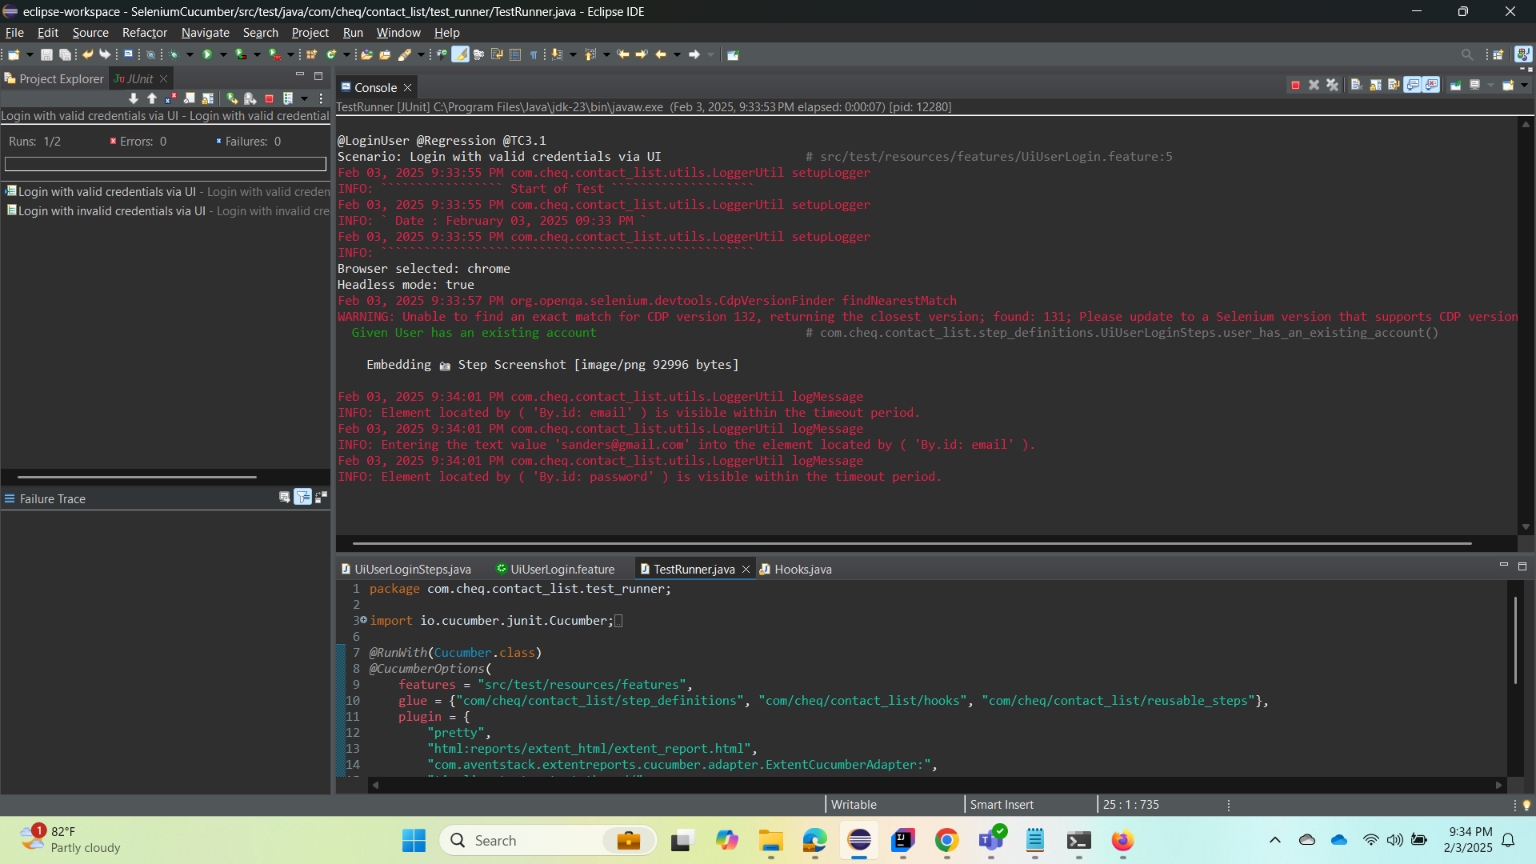 eclipse-workspace - SeleniumCucumber/src/test/java/com/cheq/contact_list/test_runner/TestRunner.java - Eclipse IDE
File Edit Source Refactor Navigate Search Project Run Window Help
Project Explorer JUnit
Login with valid credentials via UI - Login with valid credential
Runs: 1/2 Errors: 0 Failures: 0
Login with valid credentials via UI - Login with valid creden
Login with invalid credentials via UI - Login with invalid cre
Failure Trace
Console
TestRunner [JUnit] C:\Program Files\Java\jdk-23\bin\javaw.exe (Feb 3, 2025, 9:33:53 PM elapsed: 0:00:07) [pid: 12280]
@LoginUser @Regression @TC3.1
Scenario: Login with valid credentials via UI # src/test/resources/features/UiUserLogin.feature:5
Feb 03, 2025 9:33:55 PM com.cheq.contact_list.utils.LoggerUtil setupLogger
INFO: ````````````````` Start of Test ````````````````````
Feb 03, 2025 9:33:55 PM com.cheq.contact_list.utils.LoggerUtil setupLogger
INFO: ` Date : February 03, 2025 09:33 PM `
Feb 03, 2025 9:33:55 PM com.cheq.contact_list.utils.LoggerUtil setupLogger
INFO: ````````````````````````````````````````````````````
Browser selected: chrome
Headless mode: true
Feb 03, 2025 9:33:57 PM org.openqa.selenium.devtools.CdpVersionFinder findNearestMatch
WARNING: Unable to find an exact match for CDP version 132, returning the closest version; found: 131; Please update to a Selenium version that supports CDP version
Given User has an existing account # com.cheq.contact_list.step_definitions.UiUserLoginSteps.user_has_an_existing_account()
Embedding 📷 Step Screenshot [image/png 92996 bytes]
Feb 03, 2025 9:34:01 PM com.cheq.contact_list.utils.LoggerUtil logMessage
INFO: Element located by ( 'By.id: email' ) is visible within the timeout period.
Feb 03, 2025 9:34:01 PM com.cheq.contact_list.utils.LoggerUtil logMessage
INFO: Entering the text value 'sanders@gmail.com' into the element located by ( 'By.id: email' ).
Feb 03, 2025 9:34:01 PM com.cheq.contact_list.utils.LoggerUtil logMessage
INFO: Element located by ( 'By.id: password' ) is visible within the timeout period.
UiUserLoginSteps.java UiUserLogin.feature TestRunner.java Hooks.java
1 package com.cheq.contact_list.test_runner;
2
3 import io.cucumber.junit.Cucumber;
6
7 @RunWith(Cucumber.class)
8 @CucumberOptions(
9 features = "src/test/resources/features",
10 glue = {"com/cheq/contact_list/step_definitions", "com/cheq/contact_list/hooks", "com/cheq/contact_list/reusable_steps"},
11 plugin = {
12 "pretty",
13 "html:reports/extent_html/extent_report.html",
14 "com.aventstack.extentreports.cucumber.adapter.ExtentCucumberAdapter:",
Writable Smart Insert 25 : 1 : 735
1 82°F
Partly cloudy
Search
9:34 PM
2/3/2025